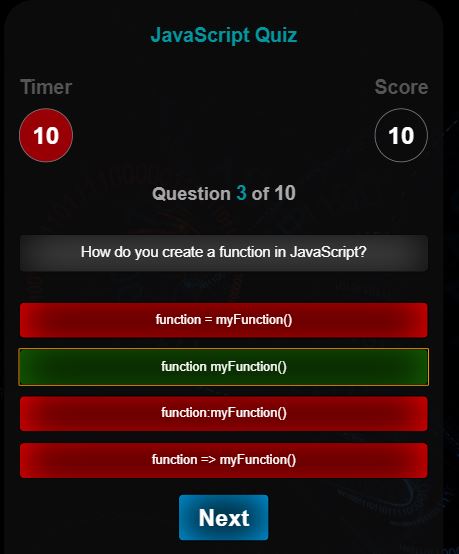 JavaScript Quiz
Timer Score
10 10
Question 3 of 10
How do you create a function in JavaScript?
function = myFunction()
function myFunction()
function:myFunction()
function => myFunction()
Next